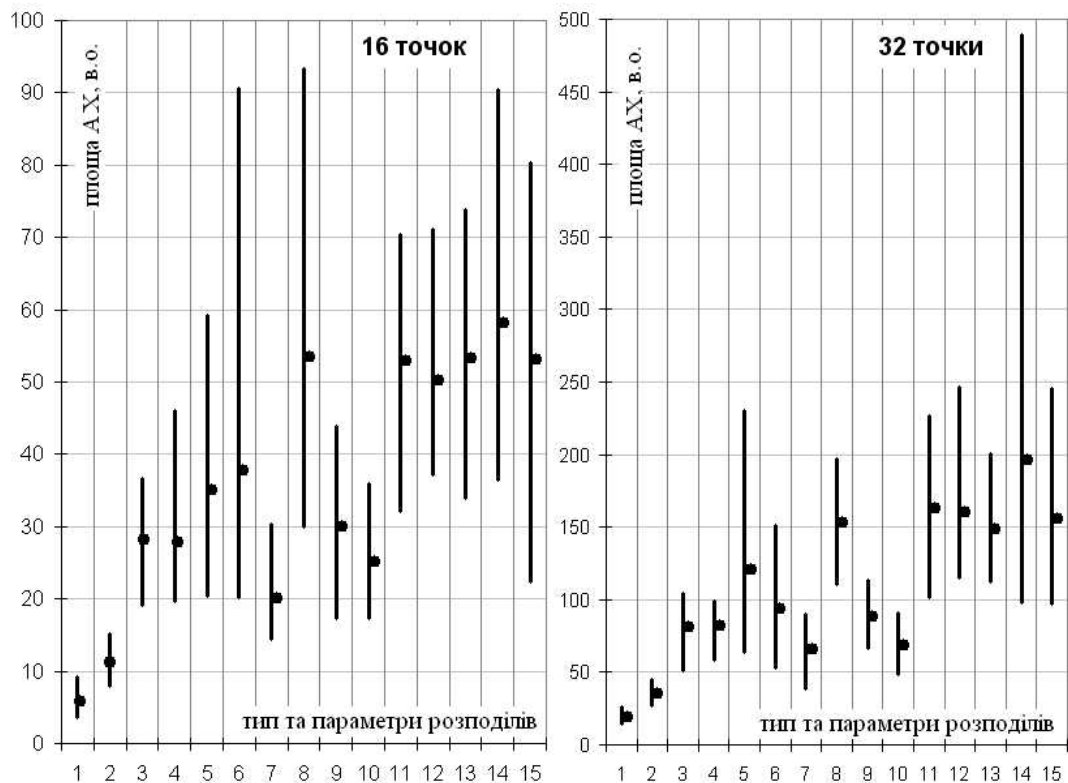 16 точок
площа АХ, в.о.
100
90
80
70
60
50
40
30
20
10
0
тип та параметри розподілів
1 2 3 4 5 6 7 8 9 10 11 12 13 14 15
32 точки
площа АХ, в.о.
500
450
400
350
300
250
200
150
100
50
0
тип та параметри розподілів
1 2 3 4 5 6 7 8 9 10 11 12 13 14 15